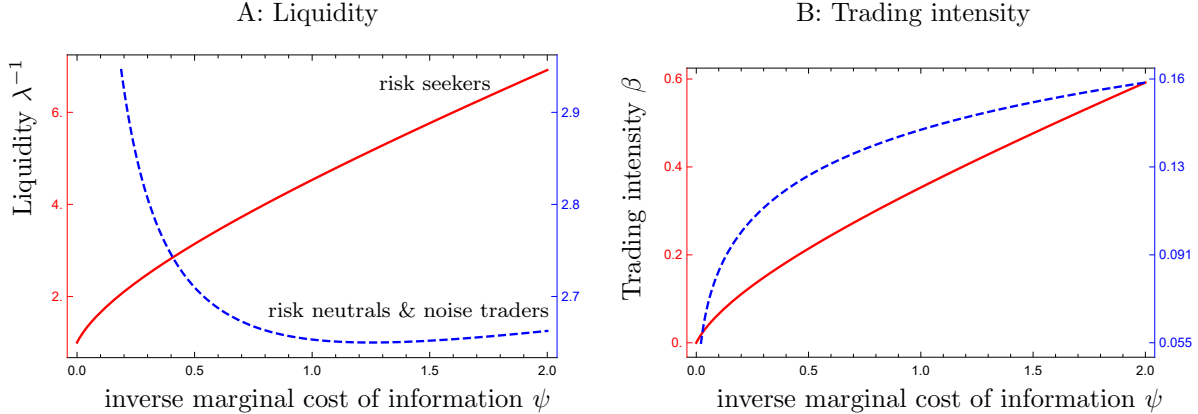 A: Liquidity
Liquidity λ⁻¹
6.
4.
2.
risk seekers
risk neutrals & noise traders
2.9
2.8
2.7
0.0 0.5 1.0 1.5 2.0
inverse marginal cost of information ψ
B: Trading intensity
Trading intensity β
0.6
0.4
0.2
0.
0.16
0.13
0.091
0.055
0.0 0.5 1.0 1.5 2.0
inverse marginal cost of information ψ